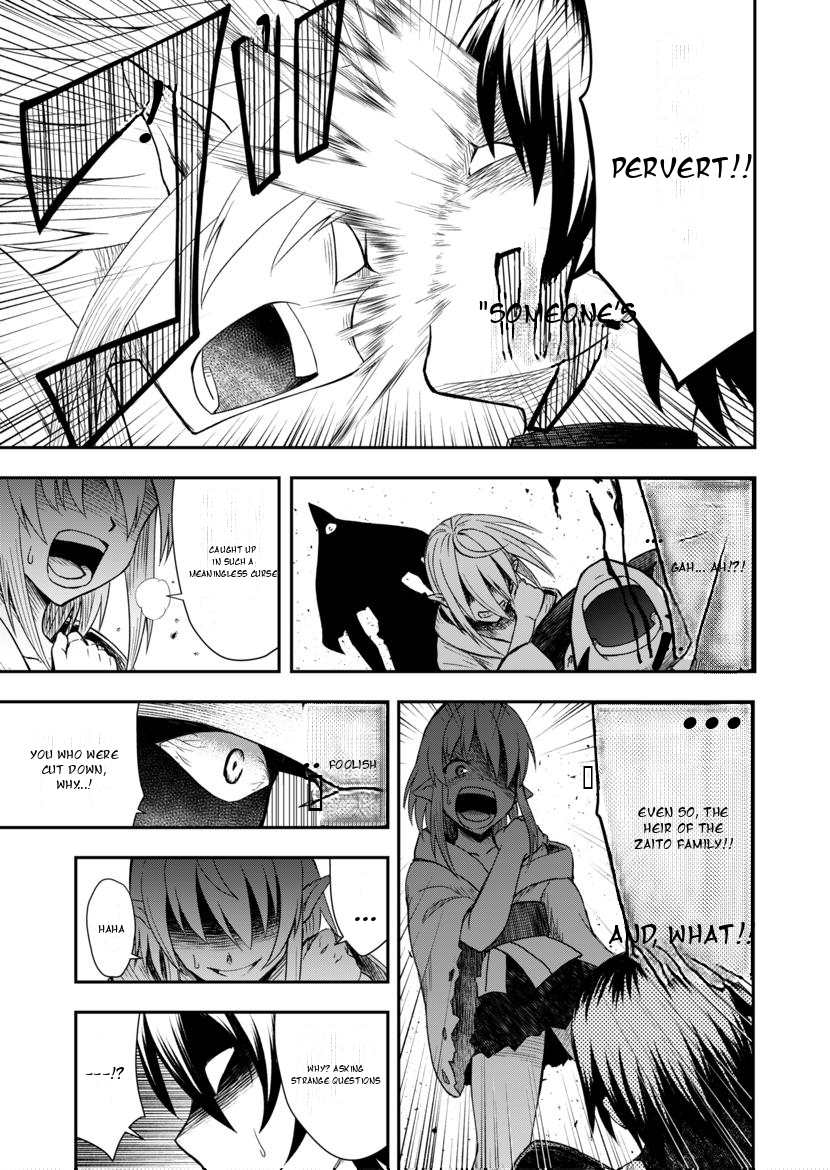 PERVERT!!
"SOMEONE'S
... GAH... AH!?!
CAUGHT UP
IN SUCH A
MEANINGLESS CURSE
...
EVEN SO, THE
HEIR OF THE
ZAITO FAMILY!!
AND, WHAT!!
.. FOOLISH
YOU WHO WERE
CUT DOWN,
WHY...!
...
HAHA
WHY? ASKING
STRANGE QUESTIONS
---!?